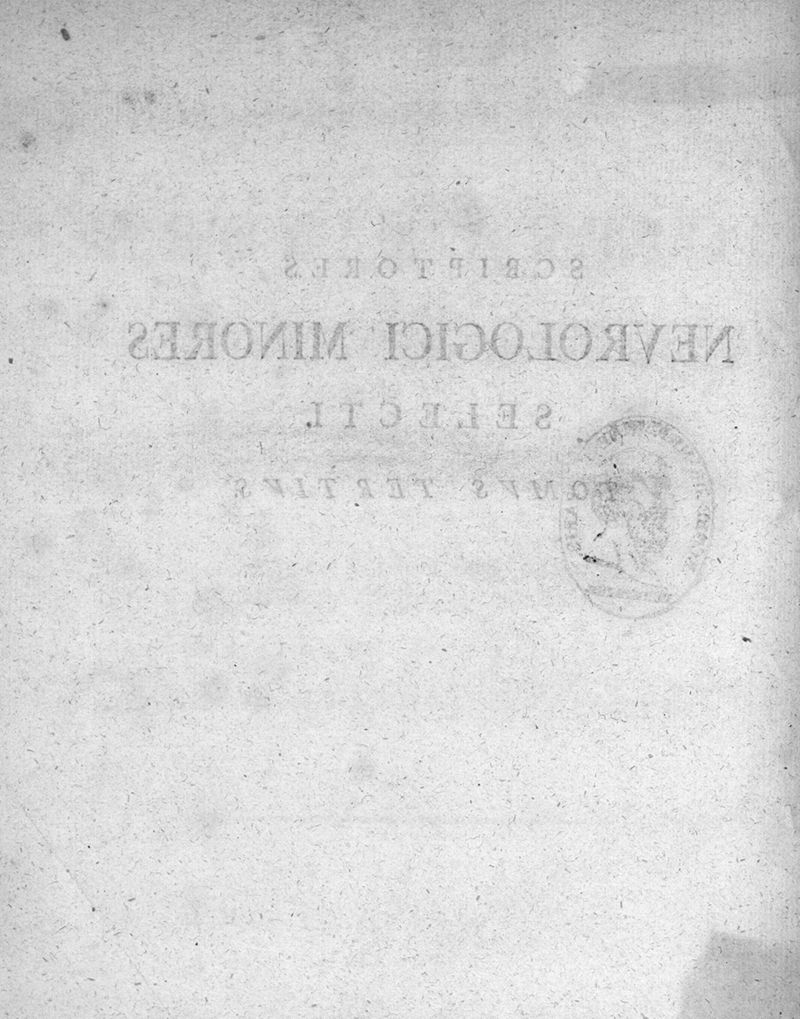 SCRIPTORES
NEVROLOGICI MINORES
SELECTI.
TOMVS TERTIVS